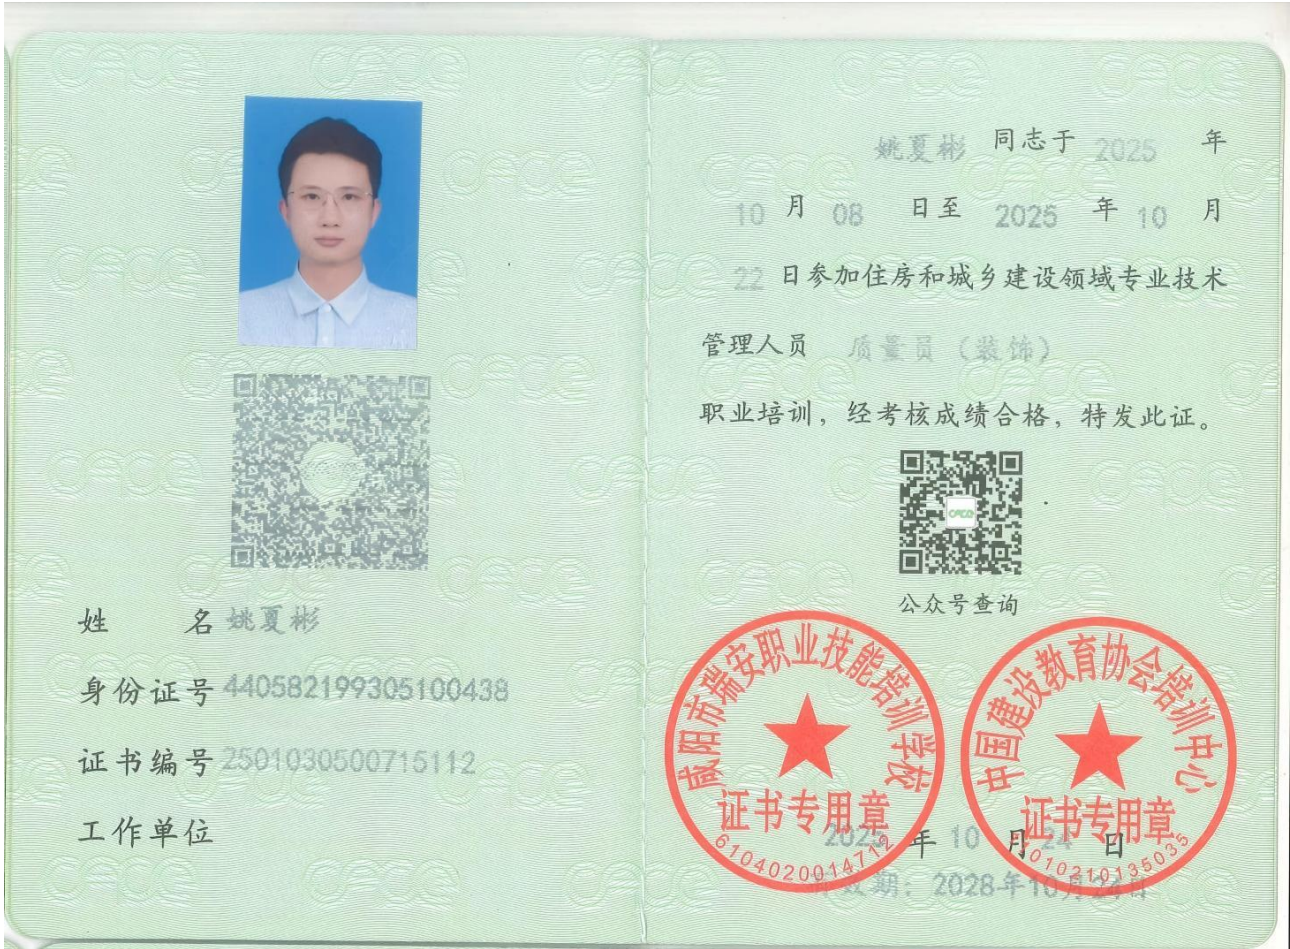 姓 名 姚夏彬
身份证号 440582199305100438
证书编号 2501030500715112
工作单位
姚夏彬 同志于 2025 年
10 月 08 日至 2025 年 10 月
22 日参加住房和城乡建设领域专业技术
管理人员 质量员（装饰）
职业培训，经考核成绩合格，特发此证。
公众号查询
咸阳市瑞安职业技能培训学校
证书专用章
6104020014712
中国建设教育协会培训中心
证书专用章
2025 年 10 月 24 日
有效期：2028年10月24日